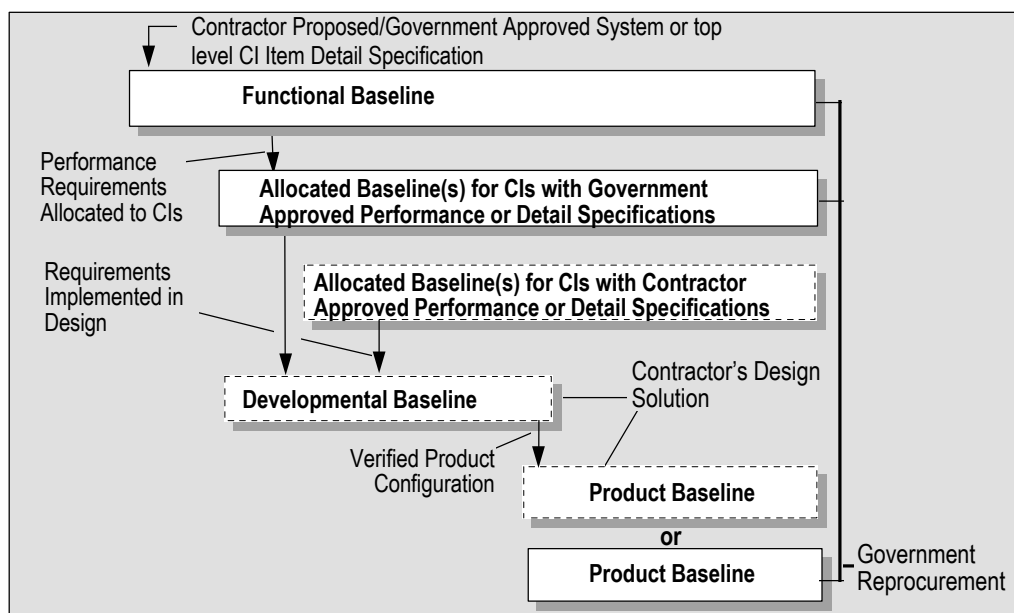 Contractor Proposed/Government Approved System or top
level CI Item Detail Specification
Functional Baseline
Performance
Requirements
Allocated to CIs
Allocated Baseline(s) for CIs with Government
Approved Performance or Detail Specifications
Requirements
Implemented in
Design
Allocated Baseline(s) for CIs with Contractor
Approved Performance or Detail Specifications
Developmental Baseline
Contractor’s Design
Solution
Verified Product
Configuration
Product Baseline
or
Product Baseline
Government
Reprocurement